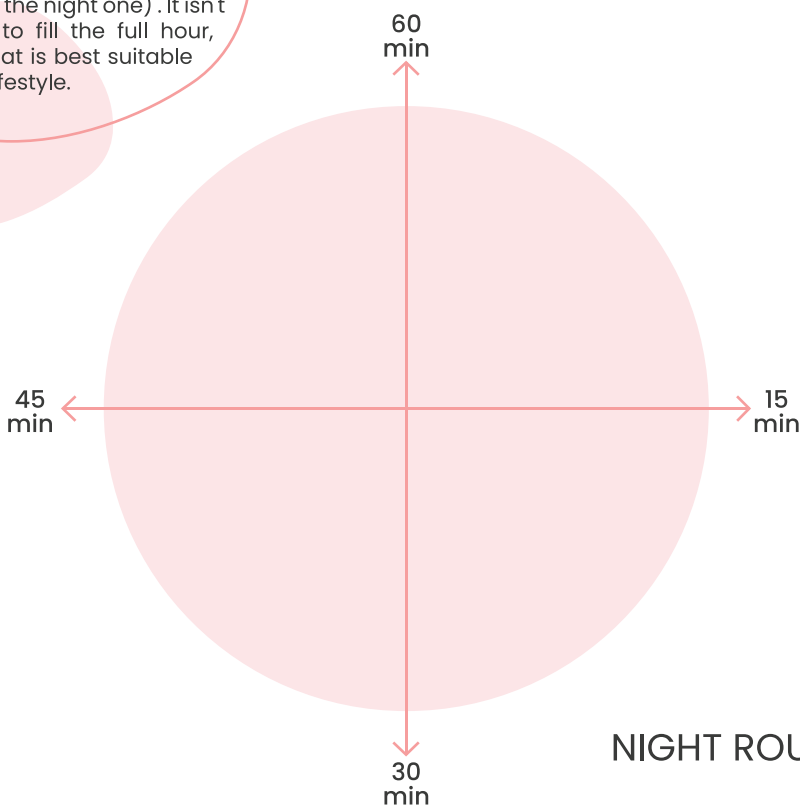 the night one) . It isn't
to fill the full hour,
at is best suitable
festyle.
60
min
45
min
15
min
30
min
NIGHT ROU